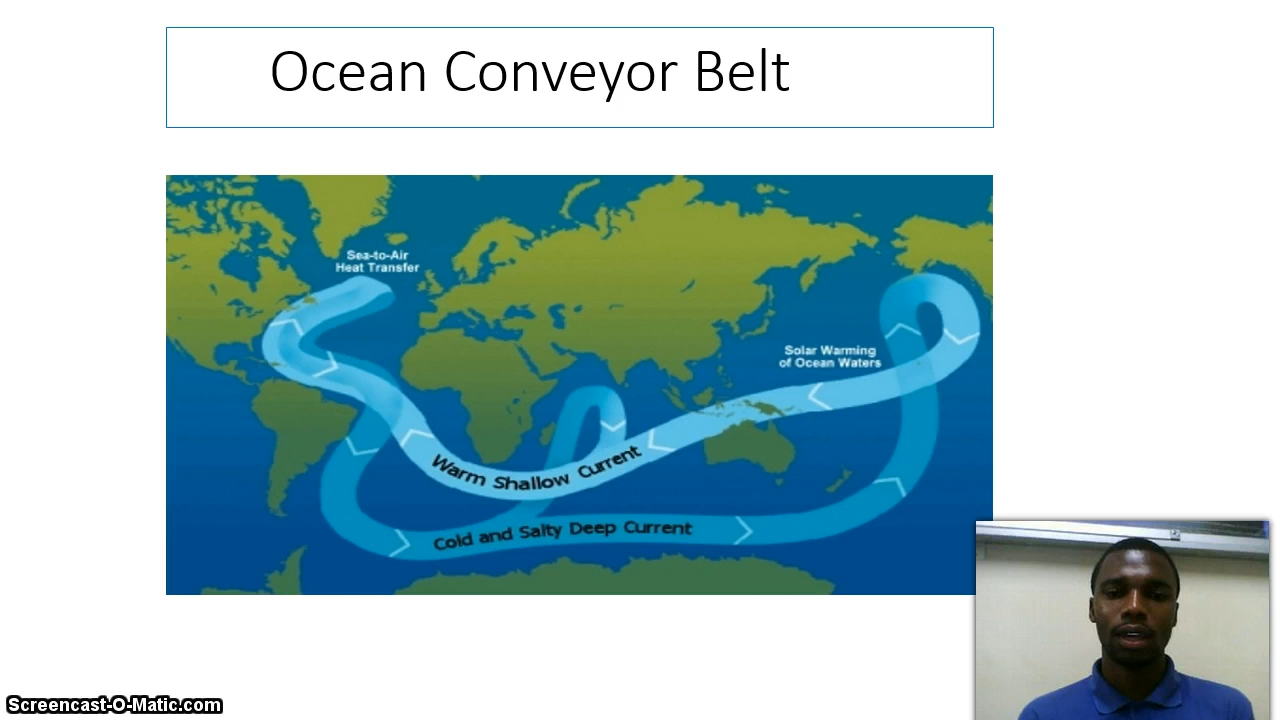 Ocean Conveyor Belt
Sea-to-Air
Heat Transfer
Solar Warming
of Ocean Waters
Warm Shallow Current
Cold and Salty Deep Current
Screencast-O-Matic.com